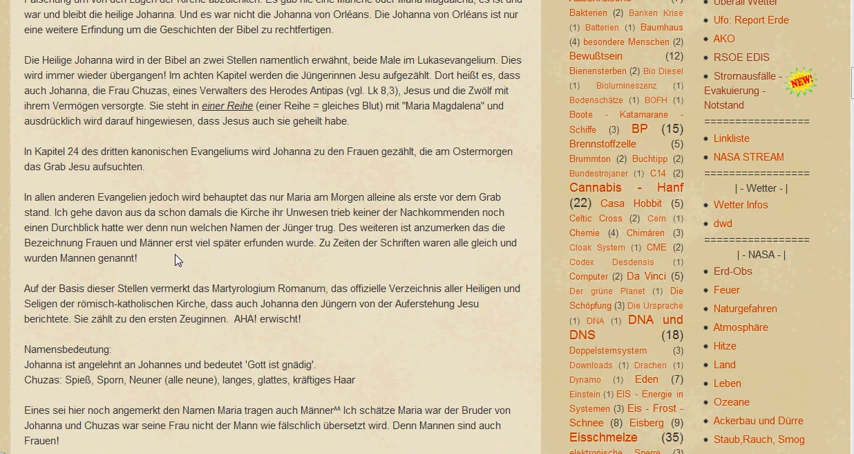 war und bleibt die heilige Johanna. Und es war nicht die Johanna von Orléans. Die Johanna von Orléans ist nur
eine weitere Erfindung um die Geschichten der Bibel zu rechtfertigen.
Die Heilige Johanna wird in der Bibel an zwei Stellen namentlich erwähnt, beide Male im Lukasevangelium. Dies
wird immer wieder übergangen! Im achten Kapitel werden die Jüngerinnen Jesu aufgezählt. Dort heißt es, dass
auch Johanna, die Frau Chuzas, eines Verwalters des Herodes Antipas (vgl. Lk 8,3), Jesus und die Zwölf mit
ihrem Vermögen versorgte. Sie steht in einer Reihe (einer Reihe = gleiches Blut) mit "Maria Magdalena" und
ausdrücklich wird darauf hingewiesen, dass Jesus auch sie geheilt habe.
In Kapitel 24 des dritten kanonischen Evangeliums wird Johanna zu den Frauen gezählt, die am Ostermorgen
das Grab Jesu aufsuchten.
In allen anderen Evangelien jedoch wird behauptet das nur Maria am Morgen alleine als erste vor dem Grab
stand. Ich gehe davon aus da schon damals die Kirche ihr Unwesen trieb keiner der Nachkommenden noch
einen Durchblick hatte wer denn nun welchen Namen der Jünger trug. Des weiteren ist anzumerken das die
Bezeichnung Frauen und Männer erst viel später erfunden wurde. Zu Zeiten der Schriften waren alle gleich und
wurden Mannen genannt!
Auf der Basis dieser Stellen vermerkt das Martyrologium Romanum, das offizielle Verzeichnis aller Heiligen und
Seligen der römisch-katholischen Kirche, dass auch Johanna den Jüngern von der Auferstehung Jesu
berichtete. Sie zählt zu den ersten Zeuginnen. AHA! erwischt!
Namensbedeutung:
Johanna ist angelehnt an Johannes und bedeutet 'Gott ist gnädig'.
Chuzas: Spieß, Sporn, Neuner (alle neune), langes, glattes, kräftiges Haar
Eines sei hier noch angemerkt den Namen Maria tragen auch Männer^^ Ich schätze Maria war der Bruder von
Johanna und Chuzas war seine Frau nicht der Mann wie fälschlich übersetzt wird. Denn Mannen sind auch
Frauen!
Bakterien (2) Banken Krise
(1) Batterien (1) Baumhaus
(4) besondere Menschen (2)
Bewußtsein (12)
Bienensterben (2) Bio Diesel
(1) Biolumineszenz (1)
Bodenschätze (1) BOFH (1)
Boote - Katamarane -
Schiffe (3) BP (15)
Brennstoffzelle (5)
Brummton (2) Buchtipp (2)
Bundestrojaner (1) C14 (2)
Cannabis - Hanf
(22) Casa Hobbit (5)
Celtic Cross (2) Cern (1)
Chemie (4) Chimären (3)
Cloak System (1) CME (2)
Codex Desdensis (1)
Computer (2) Da Vinci (5)
Der grüne Planet (1) Die
Schöpfung (3) Die Ursprache
(1) DNA (1) DNA und
DNS (18)
Doppelsternsystem (3)
Downloads (1) Drachen (1)
Dynamo (1) Eden (7)
Einstein (1) EIS - Energie in
Systemen (3) Eis - Frost -
Schnee (8) Eisberg (9)
Eisschmelze (35)
elektronische Sperre (3)
Überall Wetter
Ufo: Report Erde
AKO
RSOE EDIS
Stromausfälle -
Evakuierung -
Notstand
NEW!
=================
Linkliste
NASA STREAM
=================
| - Wetter - |
Wetter Infos
dwd
=================
| - NASA - |
Erd-Obs
Feuer
Naturgefahren
Atmosphäre
Hitze
Land
Leben
Ozeane
Ackerbau und Dürre
Staub,Rauch, Smog